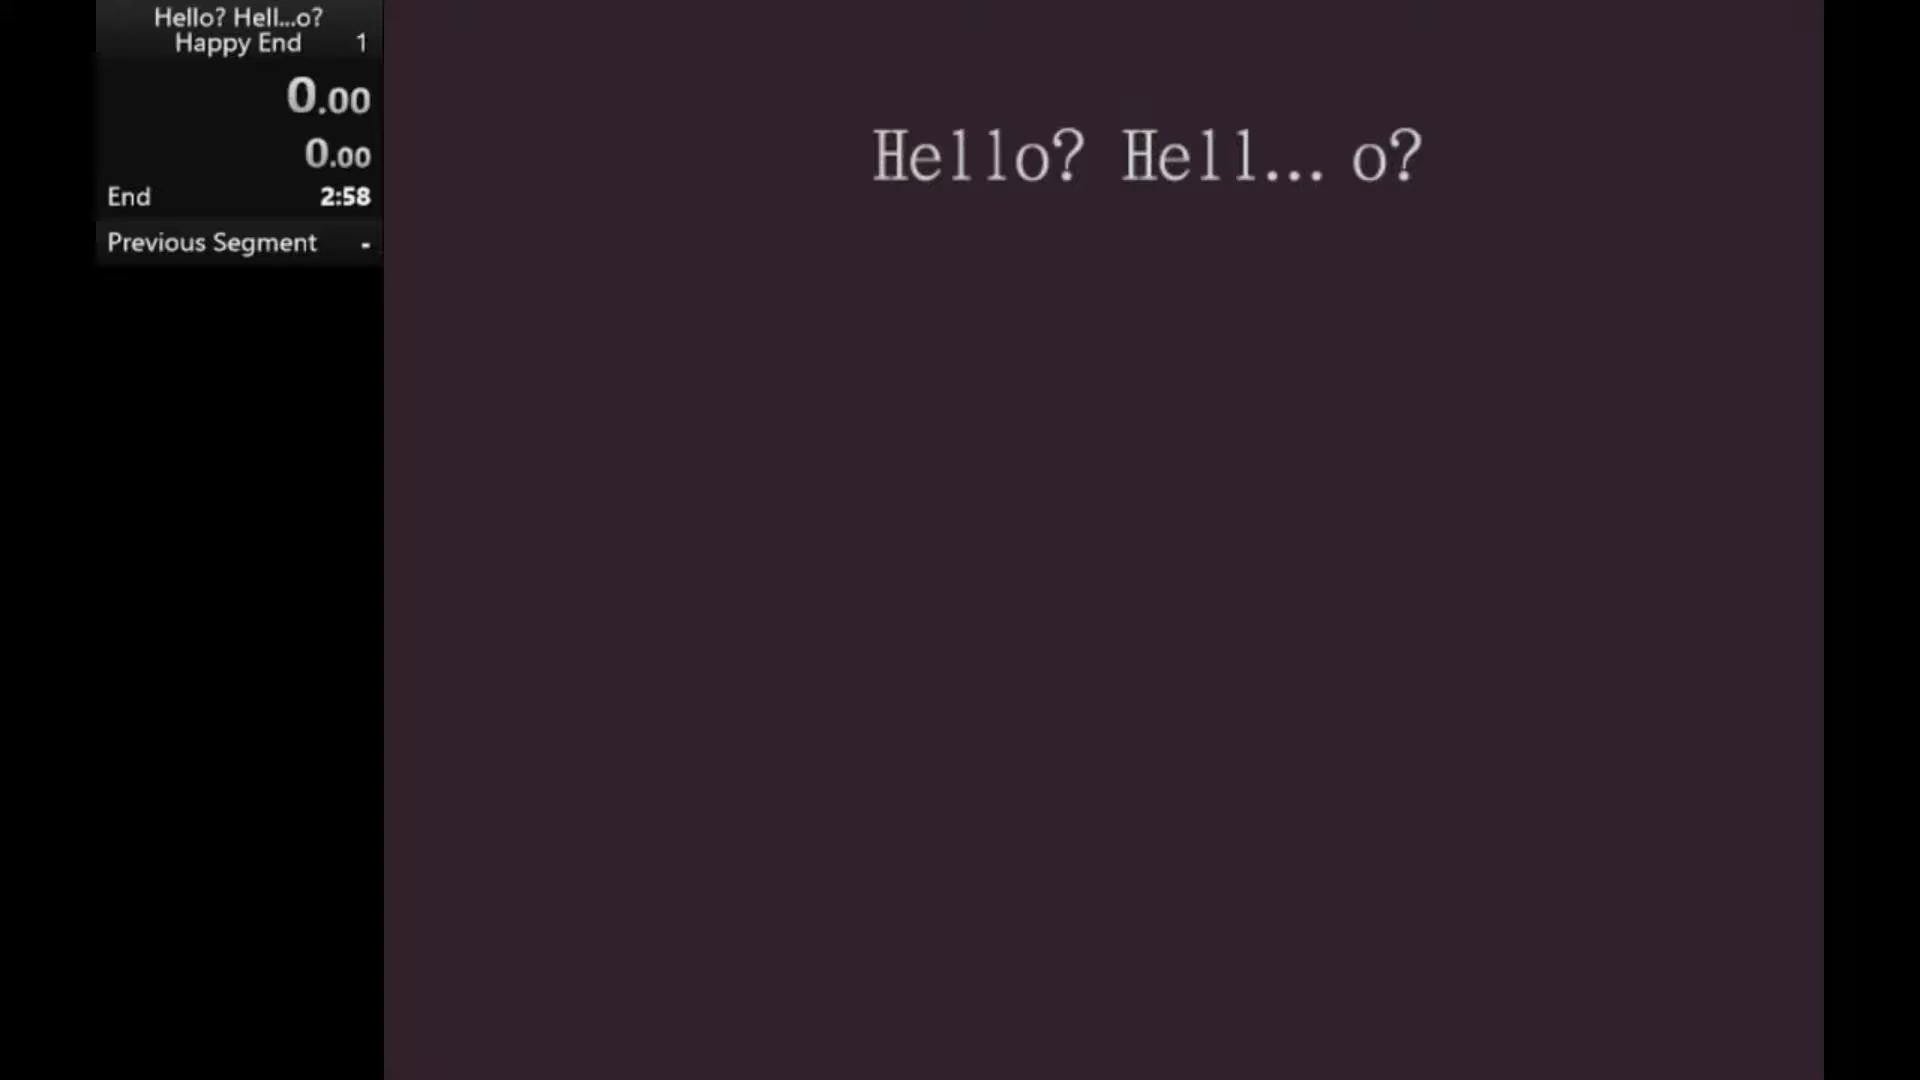 Hello? Hell...o?
Happy End 1
0.00
0.00
End 2:58
Previous Segment -
Hello? Hell... o?